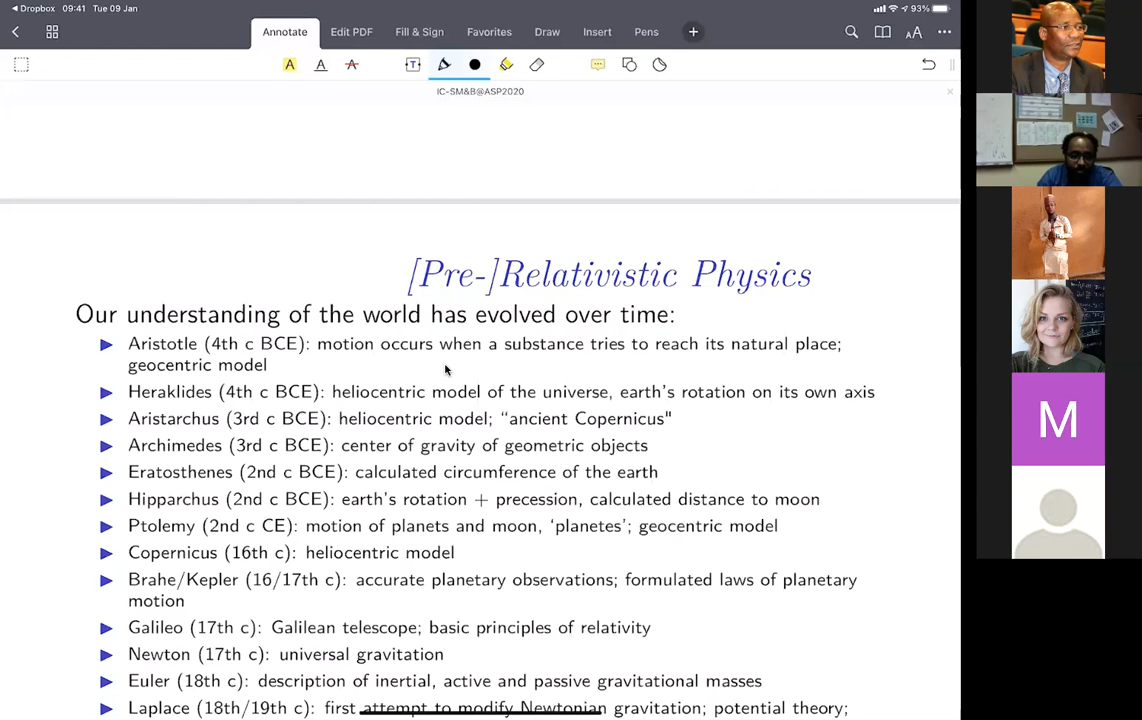 Dropbox 09:41 Tue 09 Jan 93%
Annotate Edit PDF Fill & Sign Favorites Draw Insert Pens
AA
A A A T
IC-SM&B@ASP2020
[Pre-]Relativistic Physics
Our understanding of the world has evolved over time:
Aristotle (4th c BCE): motion occurs when a substance tries to reach its natural place;
geocentric model
Heraklides (4th c BCE): heliocentric model of the universe, earth's rotation on its own axis
Aristarchus (3rd c BCE): heliocentric model; "ancient Copernicus"
Archimedes (3rd c BCE): center of gravity of geometric objects
Eratosthenes (2nd c BCE): calculated circumference of the earth
Hipparchus (2nd c BCE): earth's rotation + precession, calculated distance to moon
Ptolemy (2nd c CE): motion of planets and moon, 'planetes'; geocentric model
Copernicus (16th c): heliocentric model
Brahe/Kepler (16/17th c): accurate planetary observations; formulated laws of planetary
motion
Galileo (17th c): Galilean telescope; basic principles of relativity
Newton (17th c): universal gravitation
Euler (18th c): description of inertial, active and passive gravitational masses
Laplace (18th/19th c): first attempt to modify Newtonian gravitation; potential theory;
M